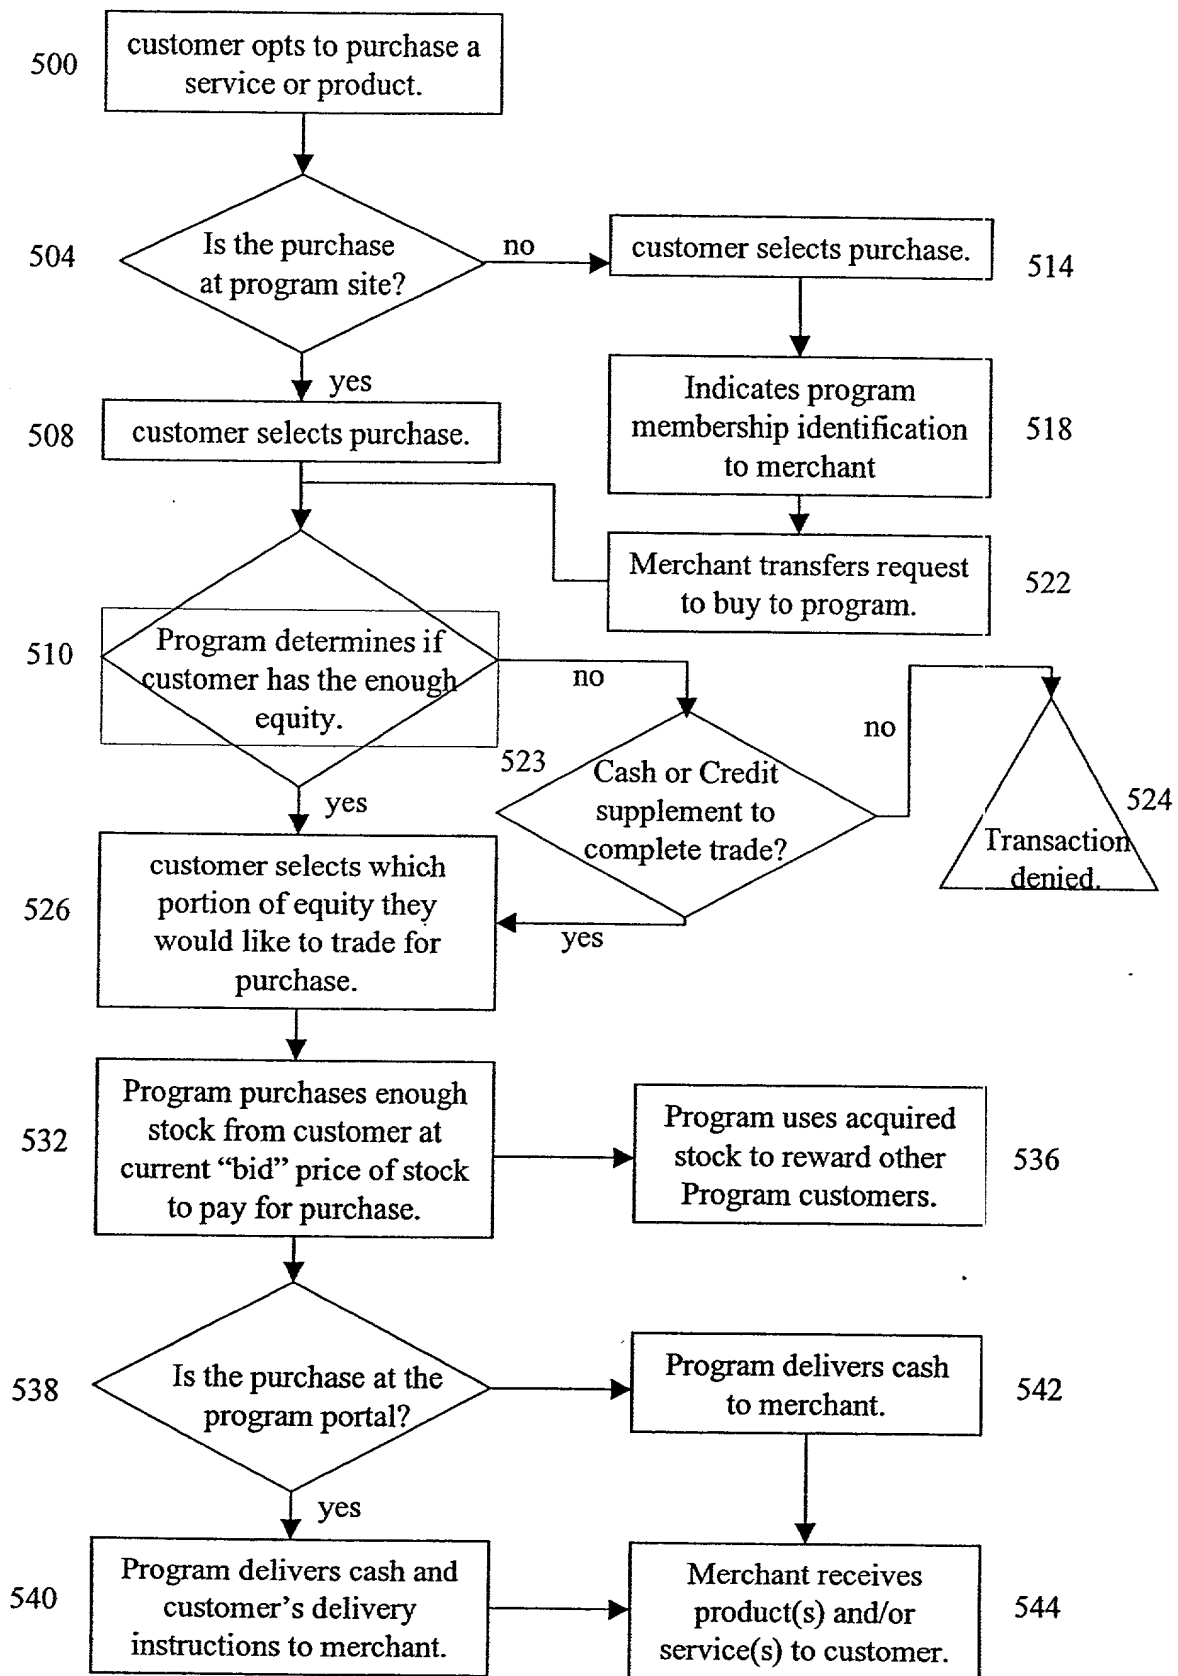 500
customer opts to purchase a
service or product.
504
Is the purchase
at program site?
no
customer selects purchase.
514
yes
508
customer selects purchase.
Indicates program
membership identification
to merchant
518
Merchant transfers request
to buy to program.
522
510
Program determines if
customer has the enough
equity.
no
523
Cash or Credit
supplement to
complete trade?
no
524
Transaction
denied.
yes
yes
526
customer selects which
portion of equity they
would like to trade for
purchase.
532
Program purchases enough
stock from customer at
current “bid” price of stock
to pay for purchase.
Program uses acquired
stock to reward other
Program customers.
536
538
Is the purchase at the
program portal?
Program delivers cash
to merchant.
542
yes
540
Program delivers cash and
customer’s delivery
instructions to merchant.
Merchant receives
product(s) and/or
service(s) to customer.
544